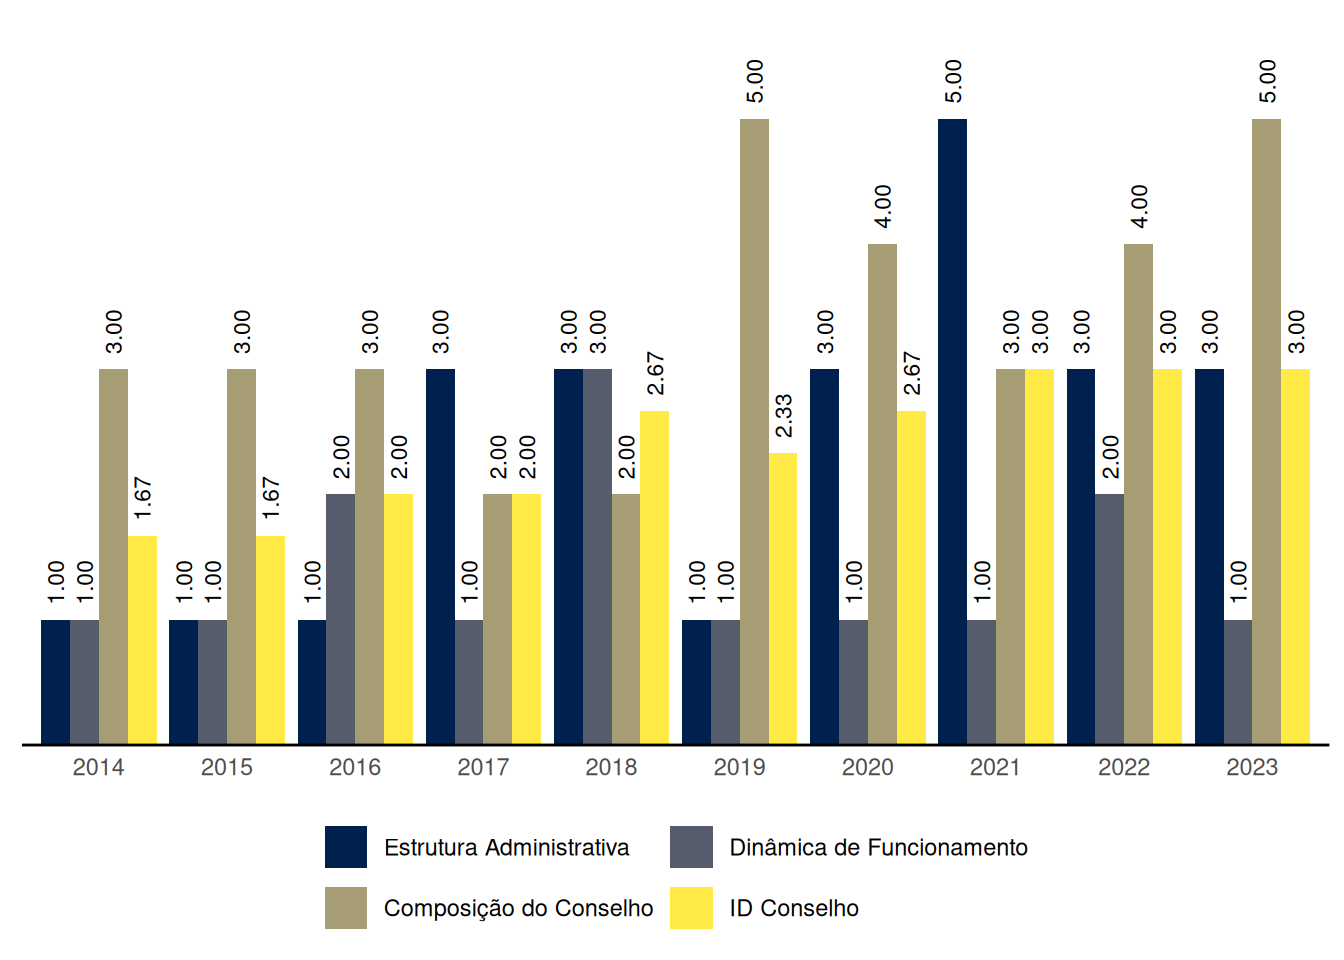 5.00 5.00 5.00
4.00 4.00
3.00 3.00 3.00 3.00 3.00 3.00 3.00 3.00 3.00 3.00 3.00 3.00 3.00
2.67 2.67
2.33
2.00 2.00 2.00 2.00 2.00 2.00
1.67 1.67
1.00 1.00 1.00 1.00 1.00 1.00 1.00 1.00 1.00 1.00 1.00
2014 2015 2016 2017 2018 2019 2020 2021 2022 2023
Estrutura Administrativa Dinâmica de Funcionamento
Composição do Conselho ID Conselho